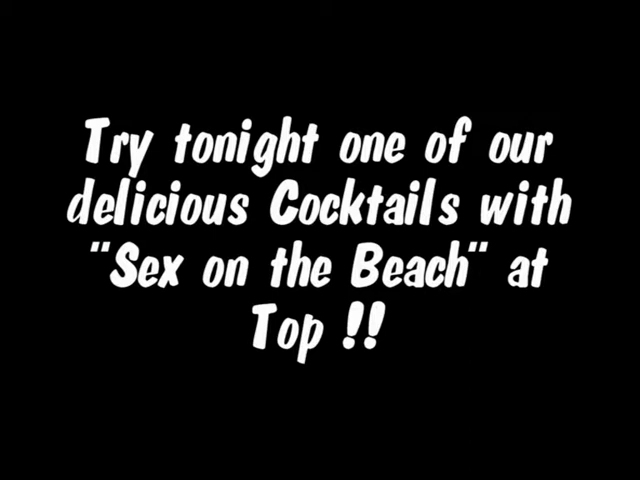 Try tonight one of our
delicious Cocktails with
"Sex on the Beach" at
Top !!